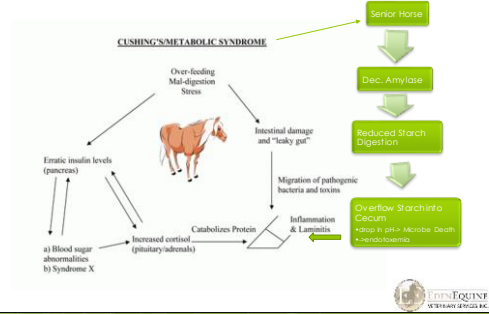 CUSHING'S/METABOLIC SYNDROME
Over-feeding
Mal-digestion
Stress
Intestinal damage
and "leaky gut"
Erratic insulin levels
(pancreas)
Migration of pathogenic
bacteria and toxins
a) Blood sugar
abnormalities
b) Syndrome X
Increased cortisol
(pituitary/adrenals)
Catabolizes Protein
Inflammation
& Laminitis
Senior Horse
Dec. Amylase
Reduced Starch
Digestion
Overflow Starch into
Cecum
•drop in pH-> Microbe Death
•->endotoxemia
EDEN EQUINE
VETERINARY SERVICES INC.